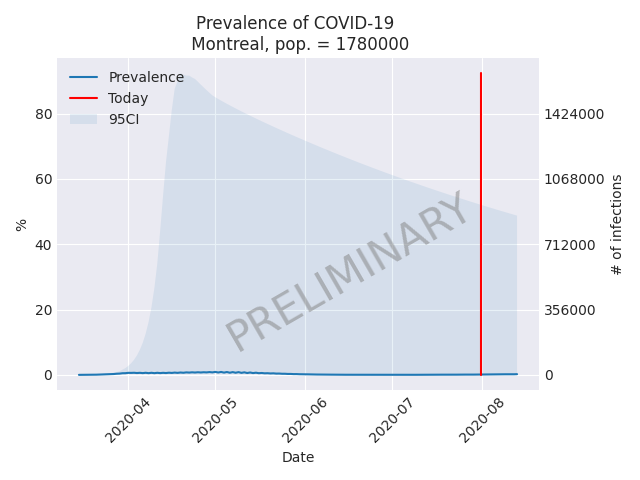 Prevalence of COVID-19
Montreal, pop. = 1780000
Prevalence
Today
95CI
80
60
40
20
0
%
1424000
1068000
712000
356000
0
# of infections
PRELIMINARY
2020-04
2020-05
2020-06
2020-07
2020-08
Date